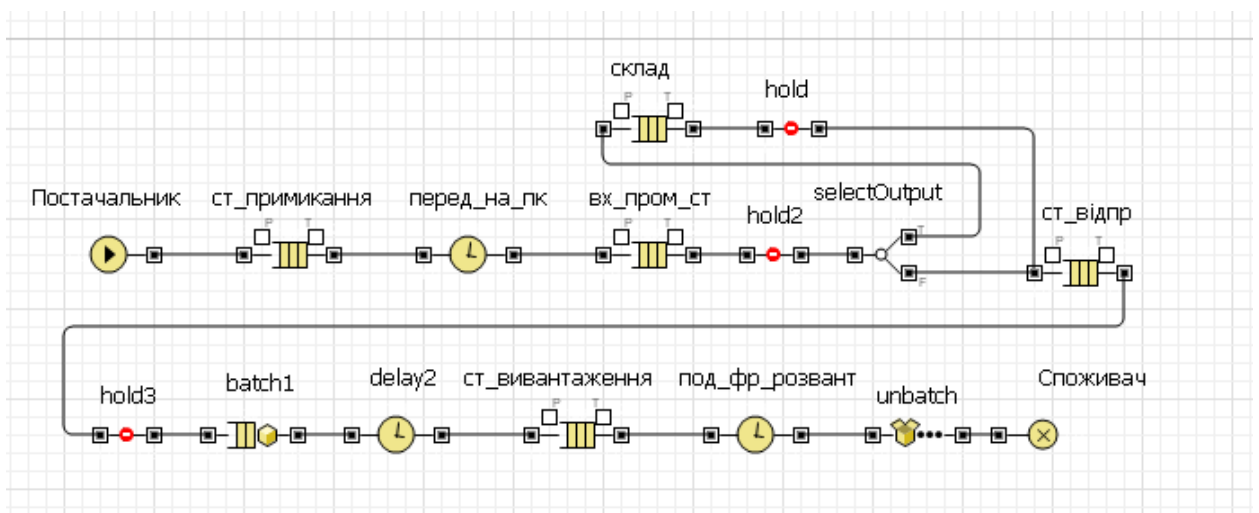 склад
hold
P T
Постачальник ст_примикання перед_на_пк вх_пром_ст hold2 selectOutput
ст_відпр
P T P T T
P T
F
hold3 batch1 delay2 ст_вивантаження под_фр_розвант unbatch Споживач
P T